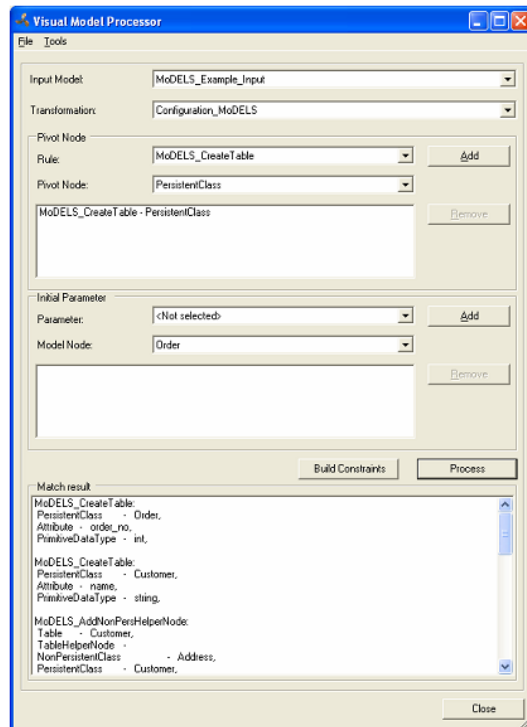 Visual Model Processor
File Tools
Input Model: MoDELS_Example_Input
Transformation: Configuration_MoDELS
Pivot Node
Rule: MoDELS_CreateTable Add
Pivot Node: PersistentClass
MoDELS_CreateTable - PersistentClass Remove
Initial Parameter
Parameter: <Not selected> Add
Model Node: Order
Remove
Build Constraints Process
Match result
MoDELS_CreateTable:
PersistentClass - Order,
Attribute - order_no,
PrimitiveDataType - int,
MoDELS_CreateTable:
PersistentClass - Customer,
Attribute - name,
PrimitiveDataType - string,
MoDELS_AddNonPersHelperNode:
Table - Customer,
TableHelperNode -
NonPersistentClass - Address,
PersistentClass - Customer,
Close